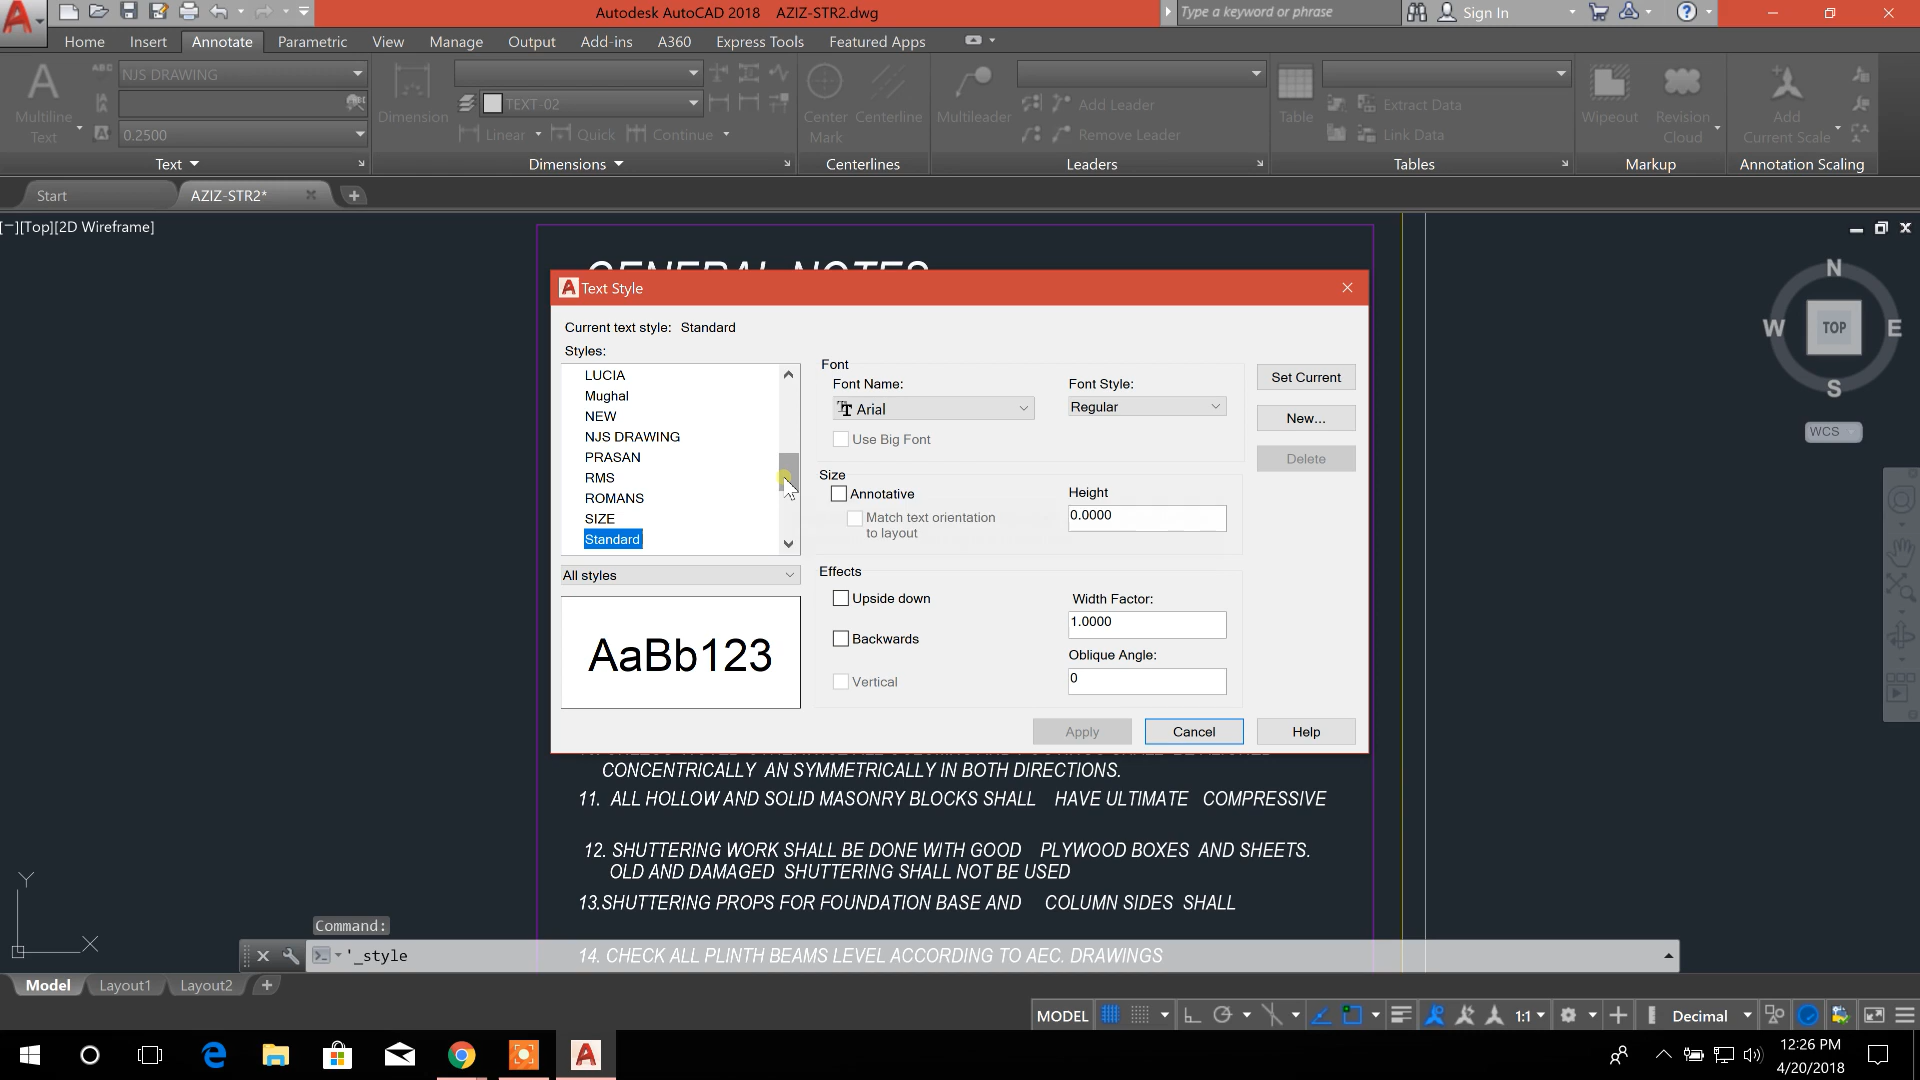 Autodesk AutoCAD 2018 AZIZ-STR2.dwg
Type a keyword or phrase
Sign In
Home Insert Annotate Parametric View Manage Output Add-ins A360 Express Tools Featured Apps
Multiline Text
NJS DRAWING
0.2500
Text
Dimension
TEXT-02
Linear Quick Continue
Dimensions
Center Mark
Centerline
Centerlines
Multileader
Add Leader
Remove Leader
Leaders
Table
Extract Data
Link Data
Tables
Wipeout
Revision Cloud
Markup
Add Current Scale
Annotation Scaling
Start
AZIZ-STR2*
[−][Top][2D Wireframe]
GENERAL NOTES
N
W TOP E
S
WCS
Text Style
Current text style: Standard
Styles:
LUCIA
Mughal
NEW
NJS DRAWING
PRASAN
RMS
ROMANS
SIZE
Standard
All styles
AaBb123
Font
Font Name:
Arial
Use Big Font
Font Style:
Regular
Size
Annotative
Match text orientation
to layout
Height
0.0000
Effects
Upside down
Backwards
Vertical
Width Factor:
1.0000
Oblique Angle:
0
Set Current
New...
Delete
Apply
Cancel
Help
CONCENTRICALLY AN SYMMETRICALLY IN BOTH DIRECTIONS.
11. ALL HOLLOW AND SOLID MASONRY BLOCKS SHALL HAVE ULTIMATE COMPRESSIVE
12. SHUTTERING WORK SHALL BE DONE WITH GOOD PLYWOOD BOXES AND SHEETS.
OLD AND DAMAGED SHUTTERING SHALL NOT BE USED
13.SHUTTERING PROPS FOR FOUNDATION BASE AND COLUMN SIDES SHALL
14. CHECK ALL PLINTH BEAMS LEVEL ACCORDING TO AEC. DRAWINGS
Y
X
Command:
'_style
Model Layout1 Layout2
MODEL
1:1
Decimal
12:26 PM
4/20/2018